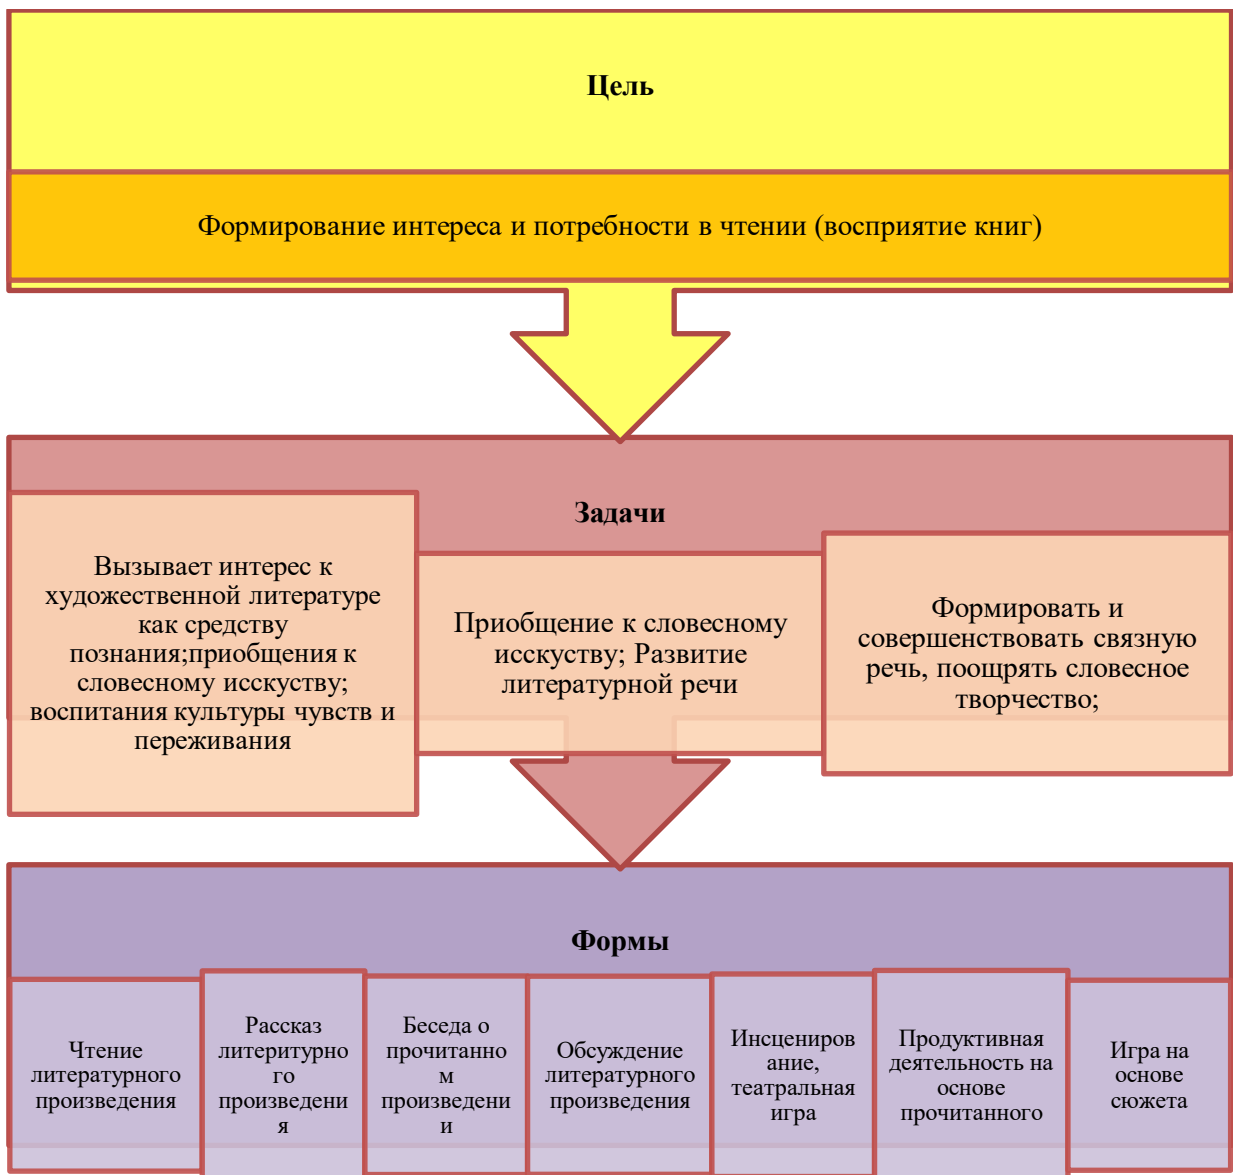 Цель
Формирование интереса и потребности в чтении (восприятие книг)
Задачи
Вызывает интерес к
художественной литературе
как средству
познания;приобщения к
словесному исскуству;
воспитания культуры чувств и
переживания
Приобщение к словесному
исскуству; Развитие
литературной речи
Формировать и
совершенствовать связную
речь, поощрять словесное
творчество;
Формы
Чтение
литературного
произведения
Рассказ
литеритурно
го
произведени
я
Беседа о
прочитанно
м
произведени
и
Обсуждение
литературного
произведения
Инсцениров
ание,
театральная
игра
Продуктивная
деятельность на
основе
прочитанного
Игра на
основе
сюжета